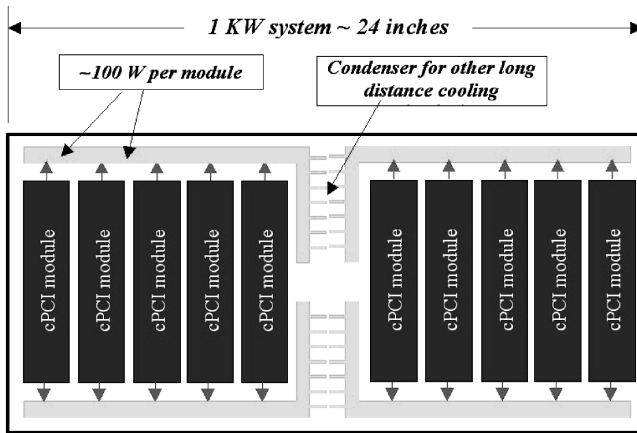 1 KW system ~ 24 inches
~100 W per module
Condenser for other long
distance cooling
cPCI module
cPCI module
cPCI module
cPCI module
cPCI module
cPCI module
cPCI module
cPCI module
cPCI module
cPCI module